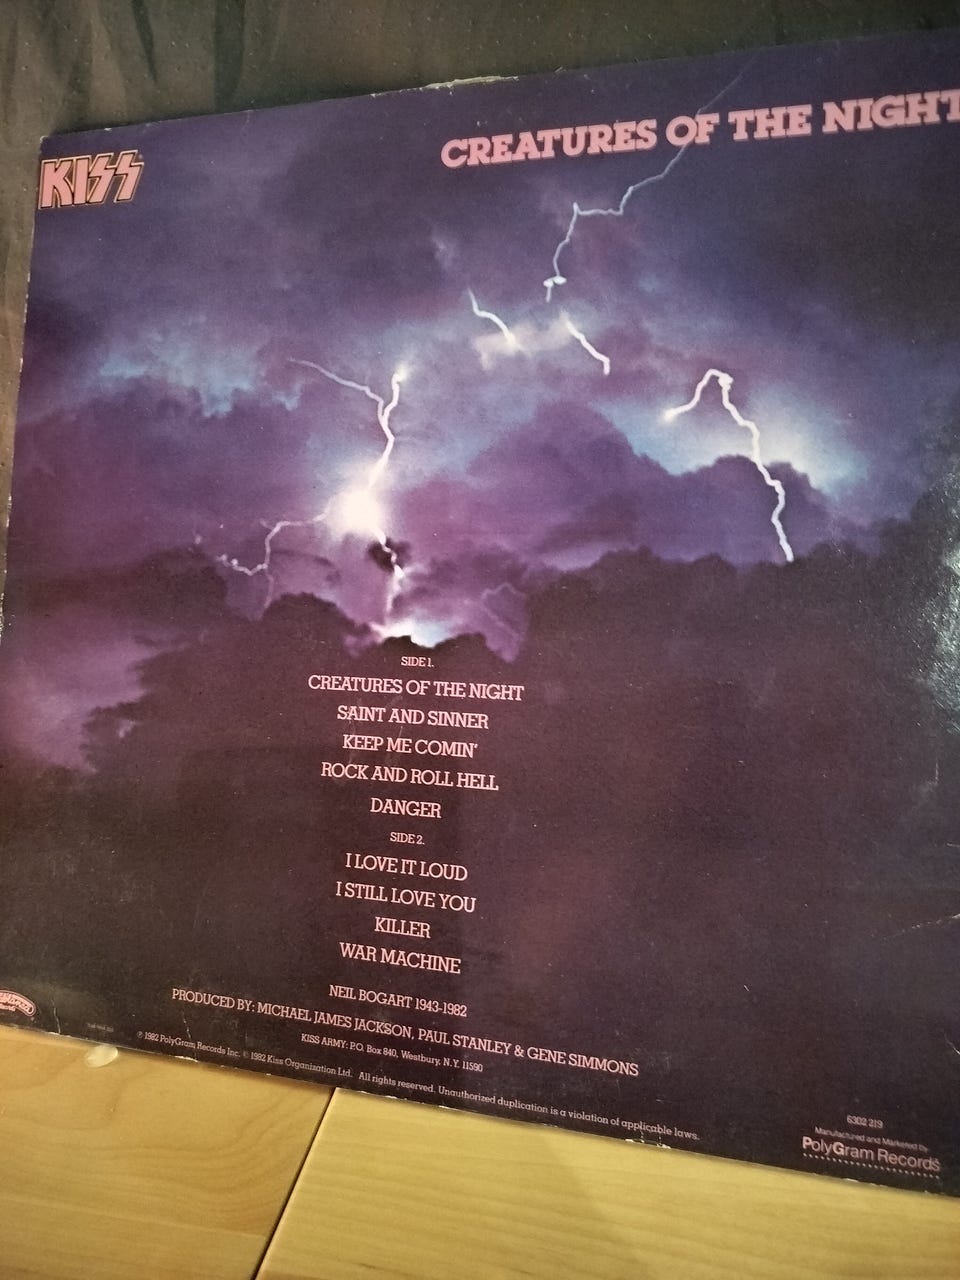 KISS
CREATURES OF THE NIGHT
SIDE 1.
CREATURES OF THE NIGHT
SAINT AND SINNER
KEEP ME COMIN'
ROCK AND ROLL HELL
DANGER
SIDE 2.
I LOVE IT LOUD
I STILL LOVE YOU
KILLER
WAR MACHINE
NEIL BOGART 1943-1982
PRODUCED BY: MICHAEL JAMES JACKSON, PAUL STANLEY & GENE SIMMONS
KISS ARMY: P.O. Box 840, Westbury, N.Y. 11590
℗ 1982 PolyGram Records Inc. © 1982 Kiss Organization Ltd. All rights reserved. Unauthorized duplication is a violation of applicable laws.
6302 219
Manufactured and Marketed by
PolyGram Records